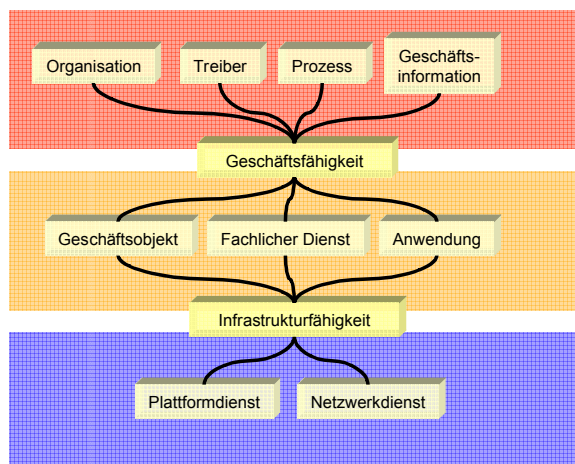 Organisation
Treiber
Prozess
Geschäfts-
information
Geschäftsfähigkeit
Geschäftsobjekt
Fachlicher Dienst
Anwendung
Infrastrukturfähigkeit
Plattformdienst
Netzwerkdienst